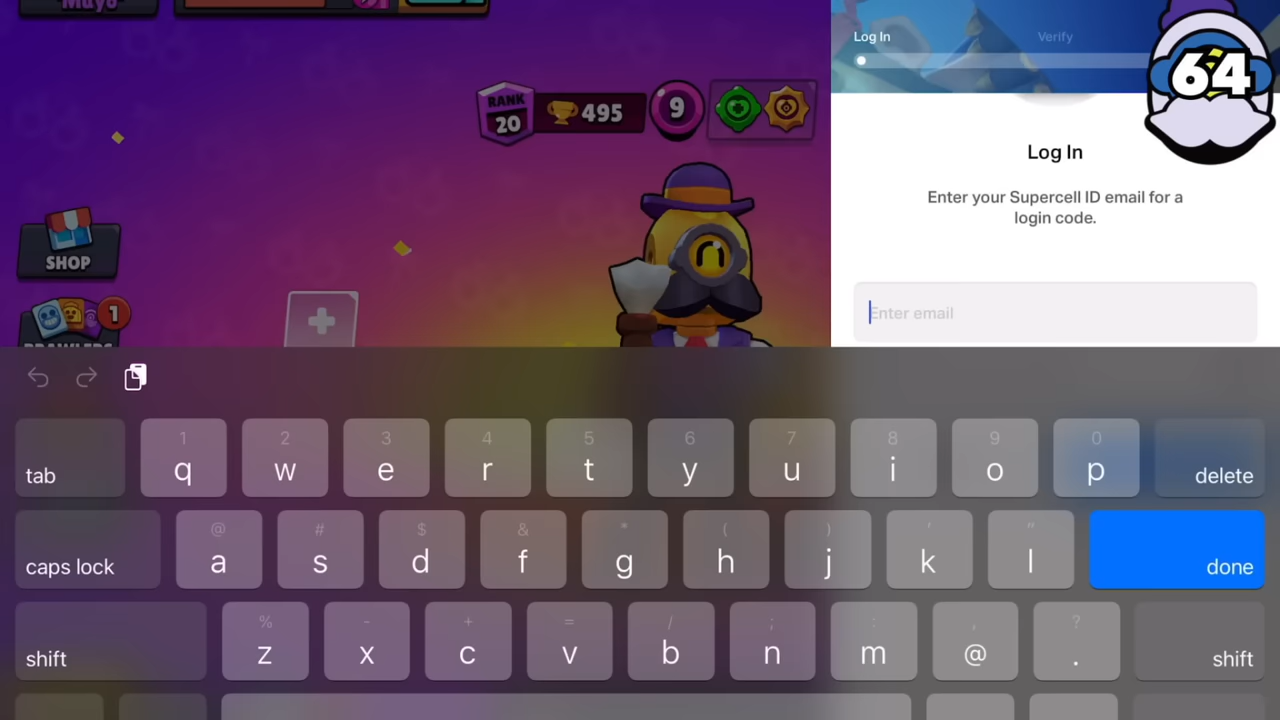 Mayo
RANK
20
495
9
SHOP
1
BRAWLERS
Log In
Verify
64
Log In
Enter your Supercell ID email for a
login code.
Enter email
1 2 3 4 5 6 7 8 9 0
tab q w e r t y u i o p delete
@ # $ & * ( ) ' "
caps lock a s d f g h j k l done
% - + = / ; : , ?
shift z x c v b n m @ . shift